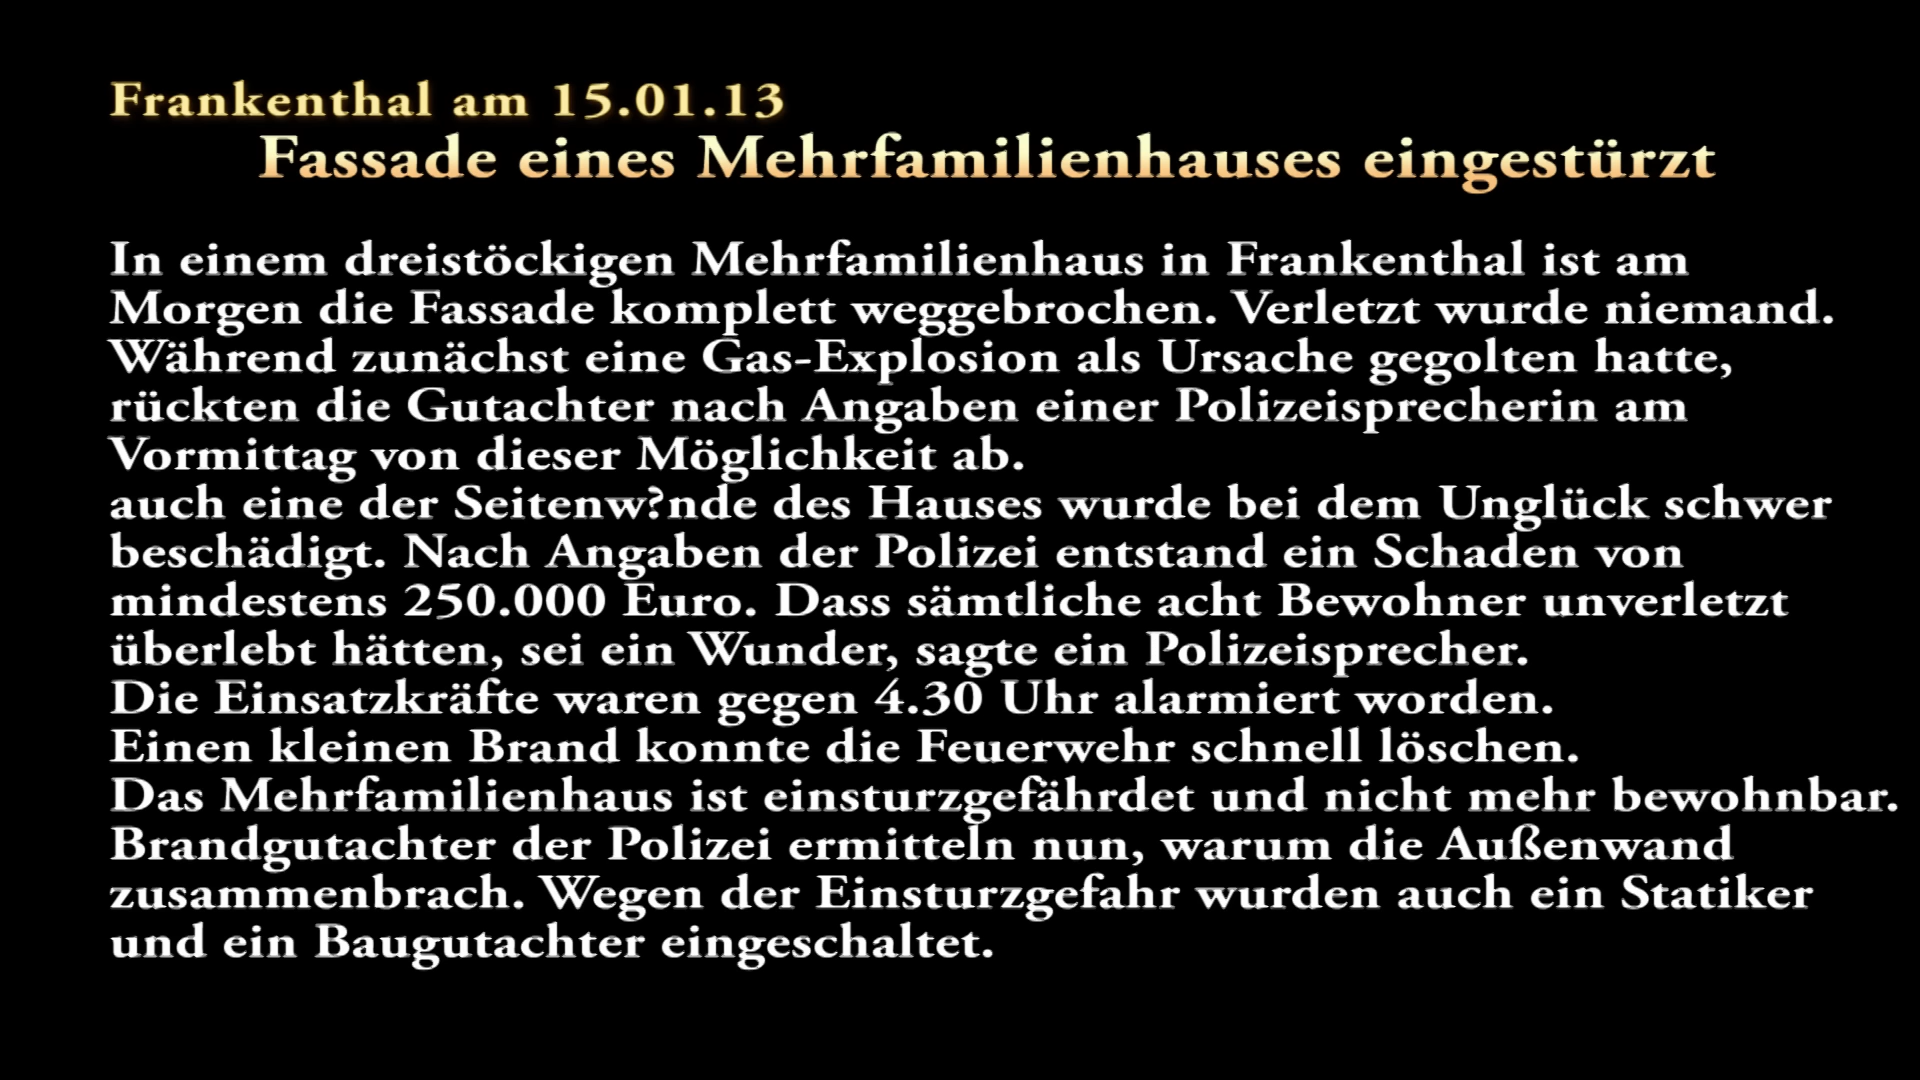 Frankenthal am 15.01.13
Fassade eines Mehrfamilienhauses eingestürzt
In einem dreistöckigen Mehrfamilienhaus in Frankenthal ist am
Morgen die Fassade komplett weggebrochen. Verletzt wurde niemand.
Während zunächst eine Gas-Explosion als Ursache gegolten hatte,
rückten die Gutachter nach Angaben einer Polizeisprecherin am
Vormittag von dieser Möglichkeit ab.
auch eine der Seitenw?nde des Hauses wurde bei dem Unglück schwer
beschädigt. Nach Angaben der Polizei entstand ein Schaden von
mindestens 250.000 Euro. Dass sämtliche acht Bewohner unverletzt
überlebt hätten, sei ein Wunder, sagte ein Polizeisprecher.
Die Einsatzkräfte waren gegen 4.30 Uhr alarmiert worden.
Einen kleinen Brand konnte die Feuerwehr schnell löschen.
Das Mehrfamilienhaus ist einsturzgefährdet und nicht mehr bewohnbar.
Brandgutachter der Polizei ermitteln nun, warum die Außenwand
zusammenbrach. Wegen der Einsturzgefahr wurden auch ein Statiker
und ein Baugutachter eingeschaltet.